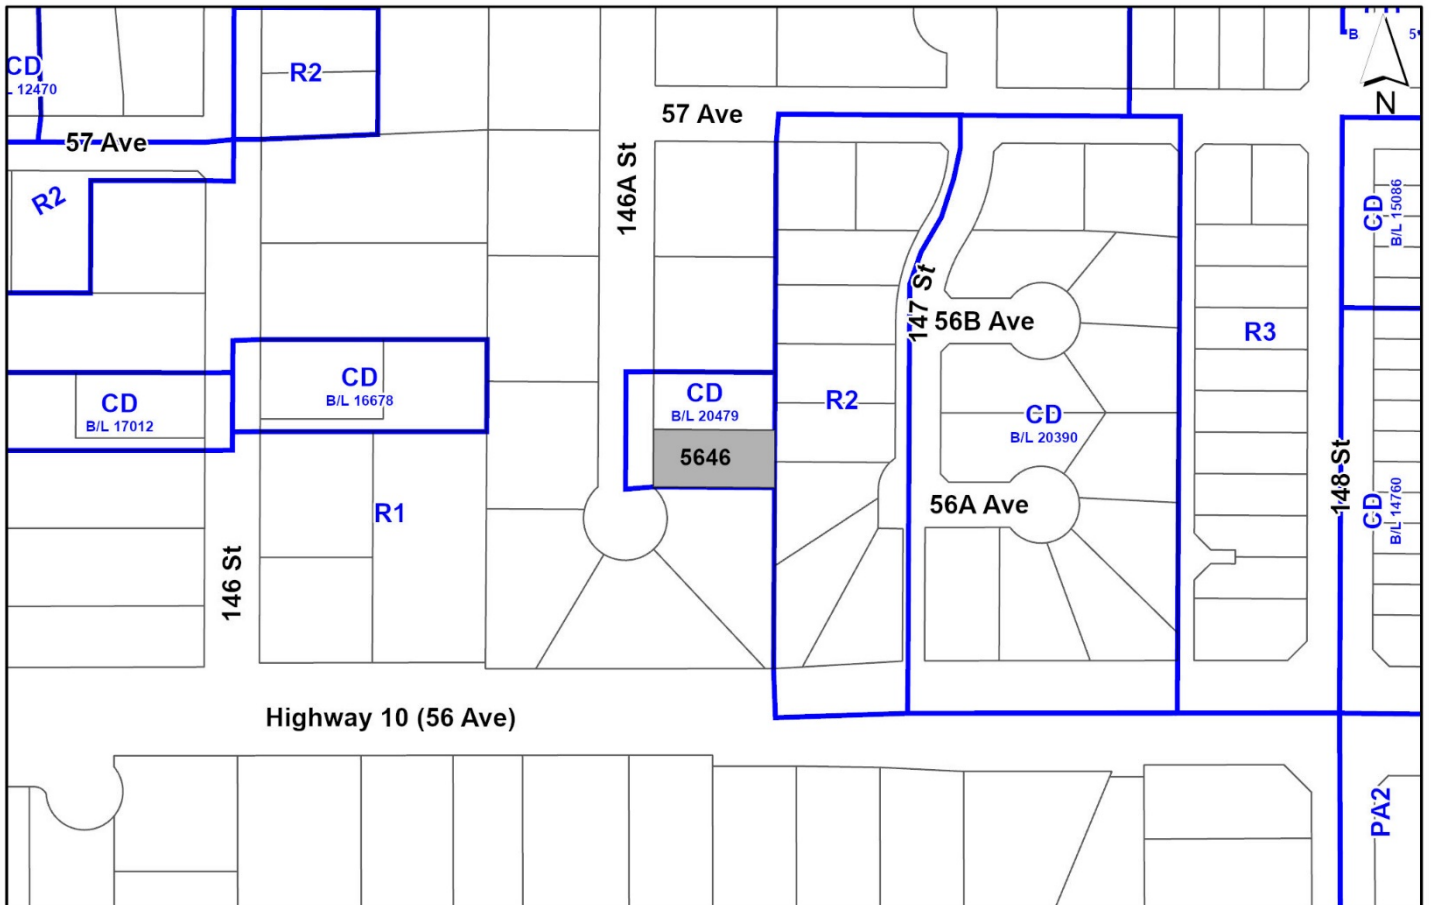 CD
L 12470
R2
B
5
N
57 Ave
57 Ave
146A St
R2
CD
B/L 15086
147 St
56B Ave
R3
CD
B/L 16678
CD
B/L 17012
CD
B/L 20479
R2
CD
B/L 20390
5646
148 St
CD
B/L 14760
56A Ave
R1
146 St
Highway 10 (56 Ave)
PA2